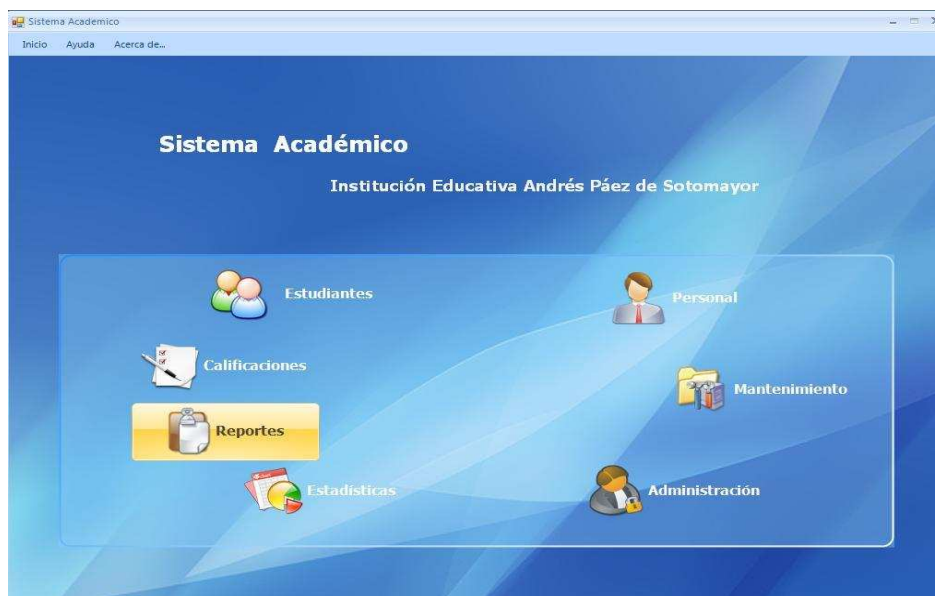 Sistema Academico
Inicio Ayuda Acerca de...
Sistema Académico
Institución Educativa Andrés Páez de Sotomayor
Estudiantes
Personal
Calificaciones
Mantenimiento
Reportes
Estadísticas
Administración